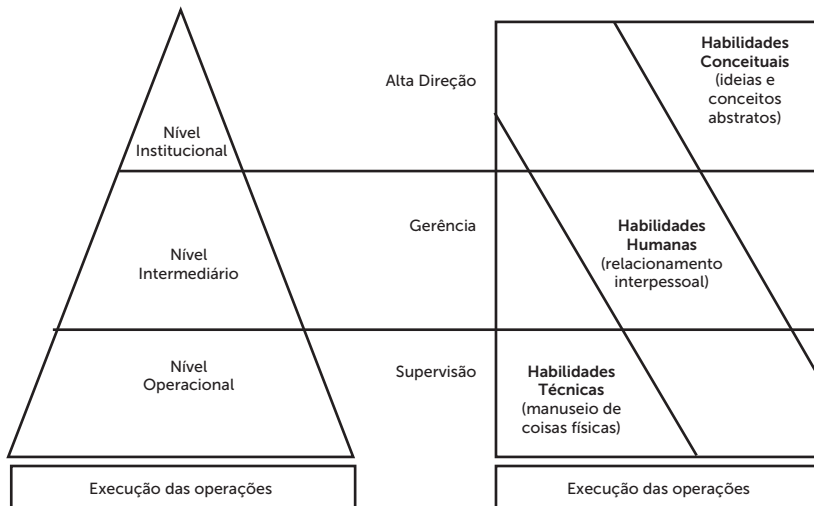 Habilidades
Conceituais
(ideias e
conceitos
abstratos)
Alta Direção
Nível
Institucional
Gerência
Habilidades
Humanas
(relacionamento
interpessoal)
Nível
Intermediário
Nível
Operacional
Supervisão
Habilidades
Técnicas
(manuseio de
coisas físicas)
Execução das operações
Execução das operações